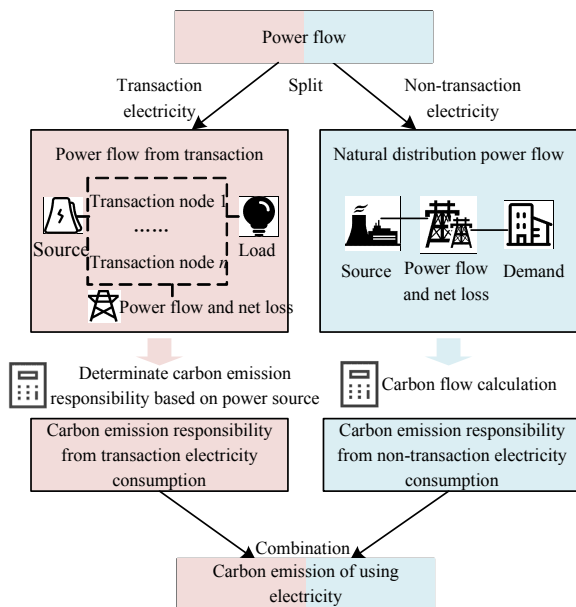 Power flow
Transaction
electricity
Split
Non-transaction
electricity
Power flow from transaction
Transaction node 1
......
Transaction node n
Source
Load
Power flow and net loss
Natural distribution power flow
Source
Power flow
and net loss
Demand
Determinate carbon emission
responsibility based on power source
Carbon flow calculation
Carbon emission responsibility
from transaction electricity
consumption
Carbon emission responsibility
from non-transaction electricity
consumption
Combination
Carbon emission of using
electricity